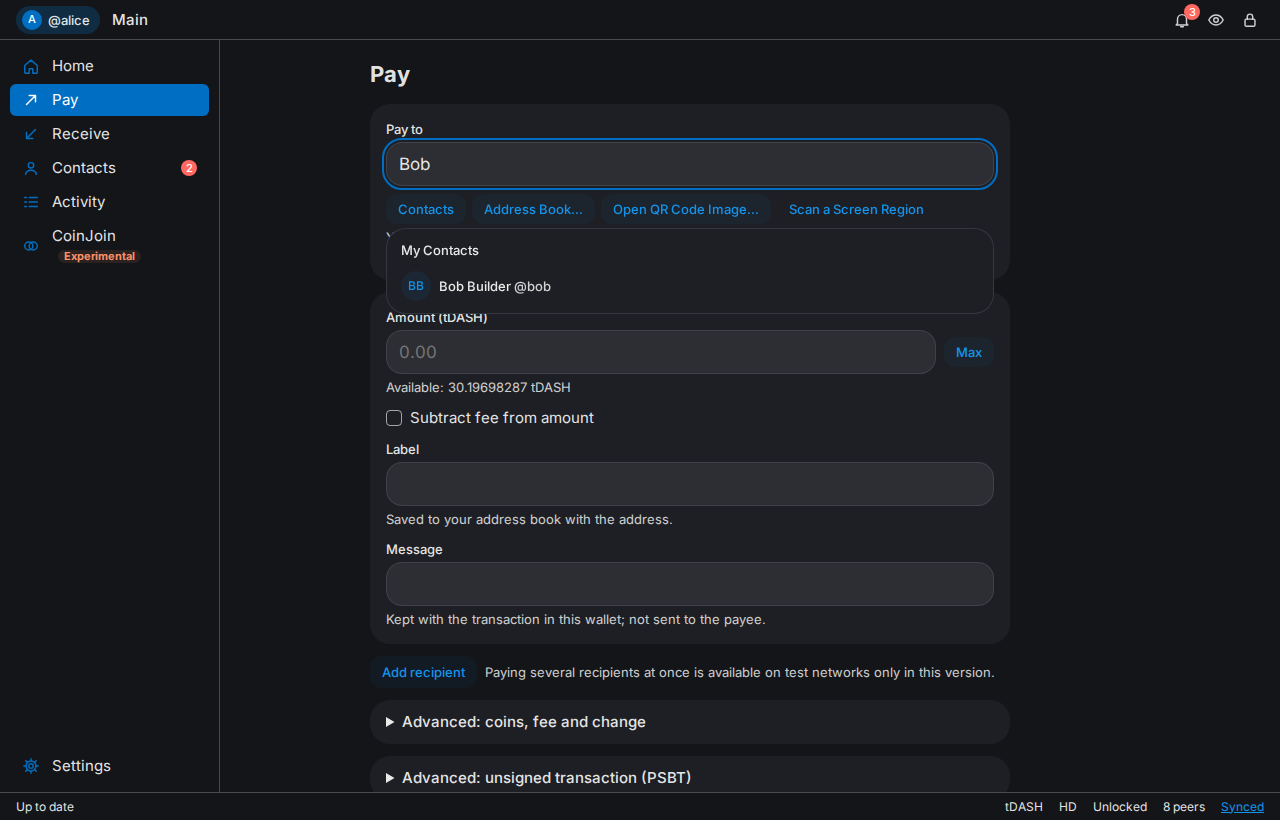 A @alice Main 3
Home
Pay
Receive
Contacts 2
Activity
CoinJoin
Experimental
Settings
Pay
Pay to
Bob
Contacts Address Book... Open QR Code Image... Scan a Screen Region
My Contacts
BB Bob Builder @bob
Amount (tDASH)
0.00 Max
Available: 30.19698287 tDASH
Subtract fee from amount
Label
Saved to your address book with the address.
Message
Kept with the transaction in this wallet; not sent to the payee.
Add recipient Paying several recipients at once is available on test networks only in this version.
Advanced: coins, fee and change
Advanced: unsigned transaction (PSBT)
Up to date tDASH HD Unlocked 8 peers Synced